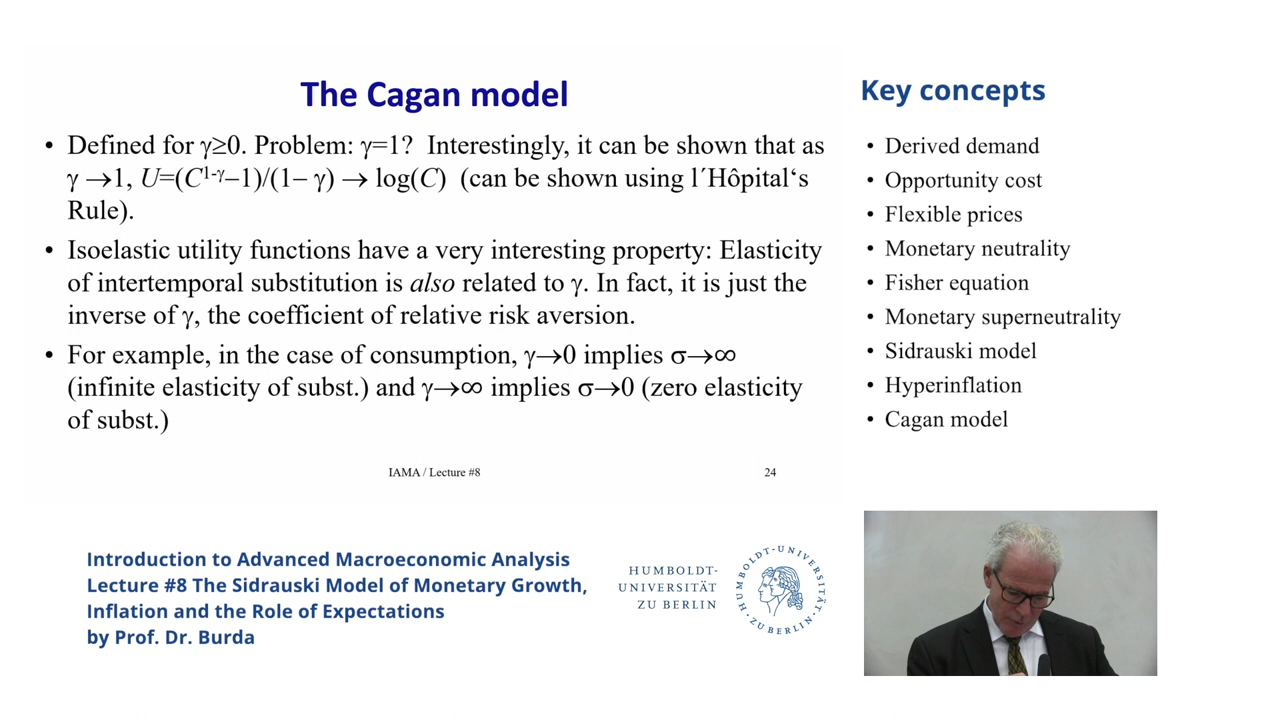 The Cagan model
• Defined for γ≥0. Problem: γ=1? Interestingly, it can be shown that as
γ →1, U=(C¹⁻ᵞ–1)/(1– γ) → log(C) (can be shown using l´Hôpital‘s
Rule).
• Isoelastic utility functions have a very interesting property: Elasticity
of intertemporal substitution is also related to γ. In fact, it is just the
inverse of γ, the coefficient of relative risk aversion.
• For example, in the case of consumption, γ→0 implies σ→∞
(infinite elasticity of subst.) and γ→∞ implies σ→0 (zero elasticity
of subst.)
IAMA / Lecture #8
24
Key concepts
• Derived demand
• Opportunity cost
• Flexible prices
• Monetary neutrality
• Fisher equation
• Monetary superneutrality
• Sidrauski model
• Hyperinflation
• Cagan model
Introduction to Advanced Macroeconomic Analysis
Lecture #8 The Sidrauski Model of Monetary Growth,
Inflation and the Role of Expectations
by Prof. Dr. Burda
HUMBOLDT-
UNIVERSITÄT
ZU BERLIN
HUMBOLDT-UNIVERSITÄT ZU BERLIN